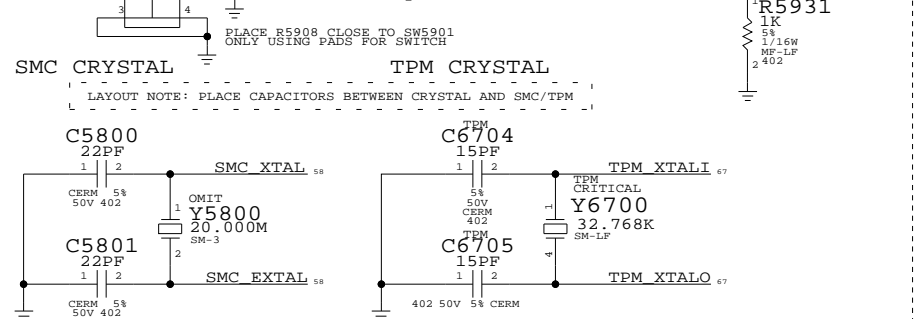 3 4
PLACE R5908 CLOSE TO SW5901
ONLY USING PADS FOR SWITCH
1
R5931
1K
5%
1/16W
MF-LF
2 402
SMC CRYSTAL
TPM CRYSTAL
LAYOUT NOTE: PLACE CAPACITORS BETWEEN CRYSTAL AND SMC/TPM
C5800
22PF
1 2
CERM 5%
50V 402
SMC_XTAL 58
OMIT
1
Y5800
20.000M
SM-3
2
C5801
22PF
1 2
CERM 5%
50V 402
SMC_EXTAL 58
TPM
C6704
15PF
1 2
5%
50V
CERM
402
TPM_XTALI 67
TPM
CRITICAL
1
Y6700
32.768K
SM-LF
4
TPM
C6705
15PF
1 2
402 50V 5% CERM
TPM_XTALO 67